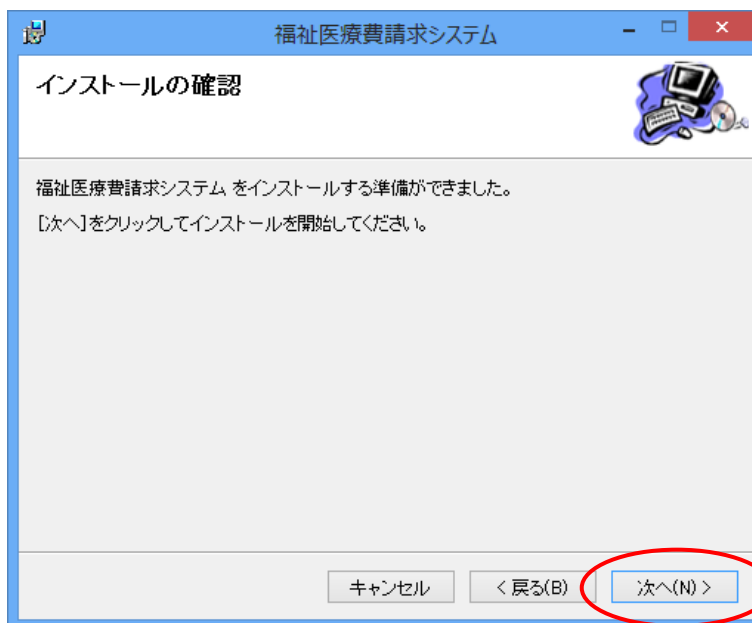 福祉医療費請求システム
インストールの確認
福祉医療費請求システム をインストールする準備ができました。
[次へ]をクリックしてインストールを開始してください。
キャンセル
< 戻る(B)
次へ(N) >